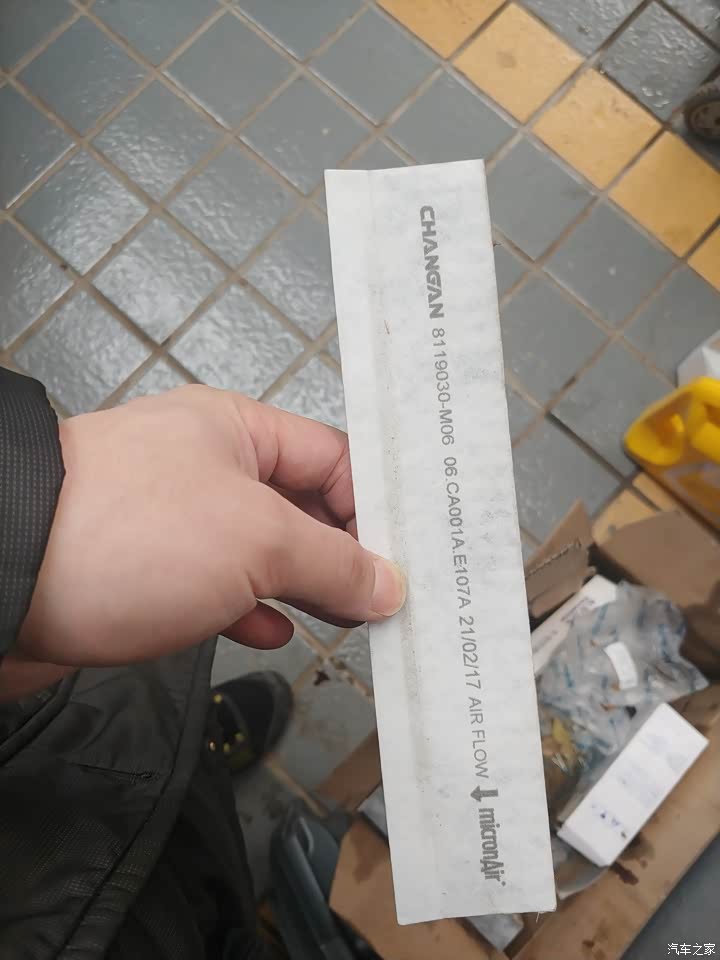 CHANGAN 8119030-M06 06.CA001A.E107A 21/02/17 AIR FLOW micronAir
汽车之家